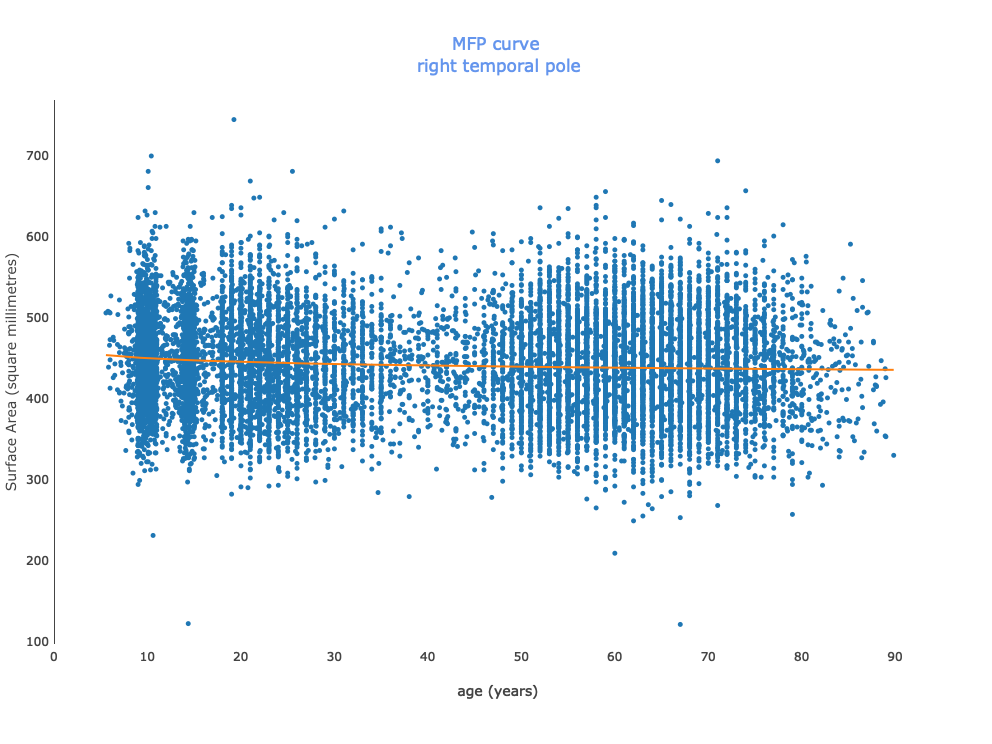 MFP curve
right temporal pole
Surface Area (square millimetres)
700
600
500
400
300
200
100
0 10 20 30 40 50 60 70 80 90
age (years)